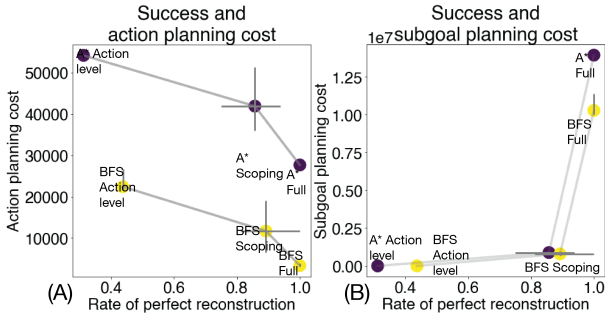 Success and
action planning cost
Action planning cost
50000
40000
30000
20000
10000
A* Action
level
A*
Scoping
A*
Full
BFS
Action
level
BFS
Scoping
BFS
Full
0.4
0.6
0.8
1.0
(A)
Rate of perfect reconstruction
Success and
subgoal planning cost
1e7
Subgoal planning cost
1.25
1.00
0.75
0.50
0.25
0.00
A*
Full
BFS
Full
A* Action
level
BFS
Action
level
BFS Scoping
0.4
0.6
0.8
1.0
(B)
Rate of perfect reconstruction